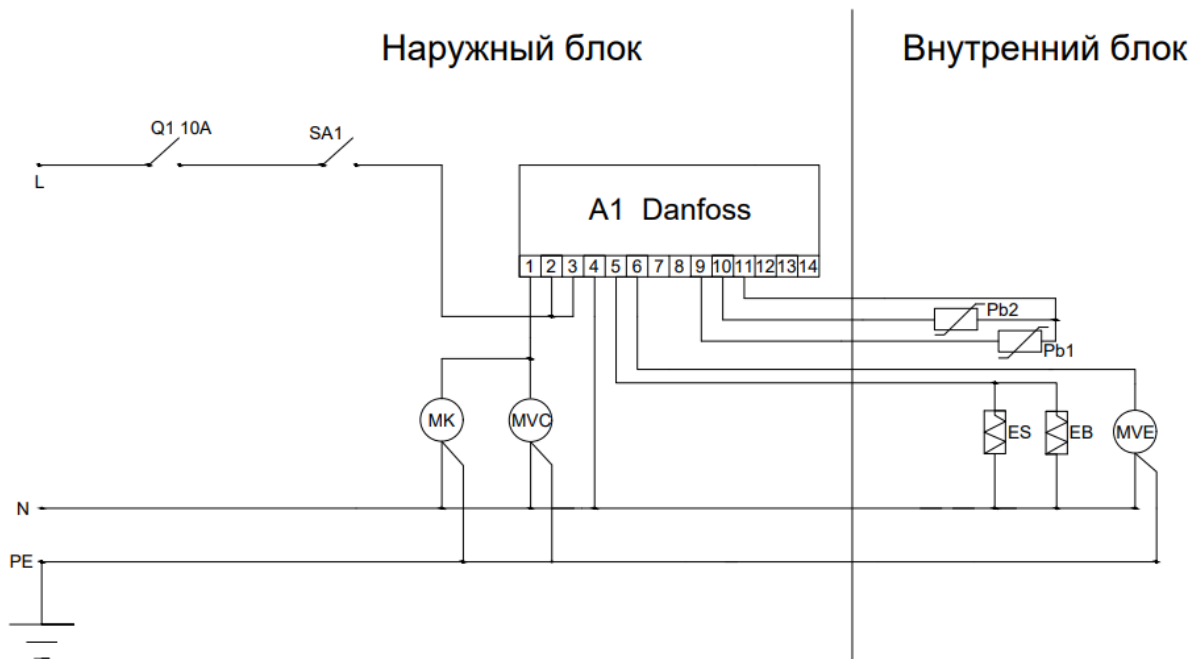 Наружный блок
Внутренний блок
Q1 10A
SA1
L
A1 Danfoss
1 2 3 4 5 6 7 8 9 10 11 12 13 14
Pb2
Pb1
MK
MVC
ES
EB
MVE
N
PE